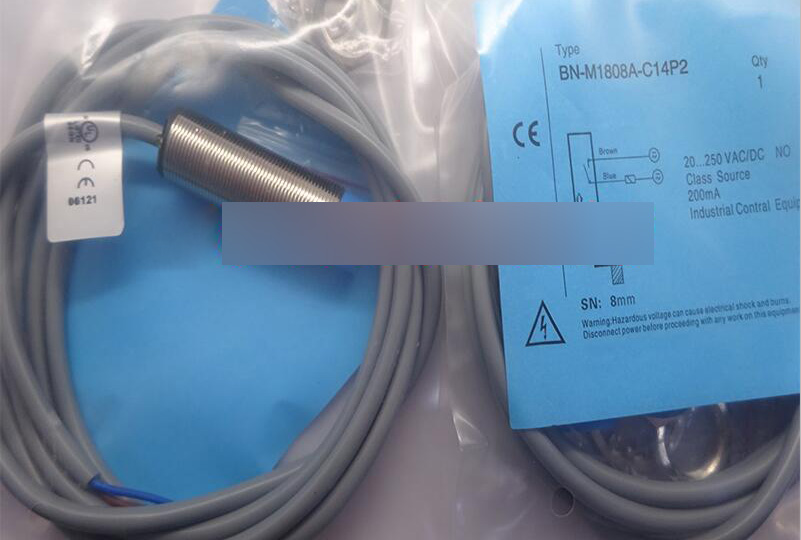 CE
06121
Type
BN-M1808A-C14P2
Qty
1
CE
Brown
Blue
20...250 VAC/DC NO
Class Source
200mA
Industrial Contral Equip
SN: 8mm
Warning:Hazardous voltage can cause electrical shock and burns.
Disconnect power before proceeding with any work on this equipment